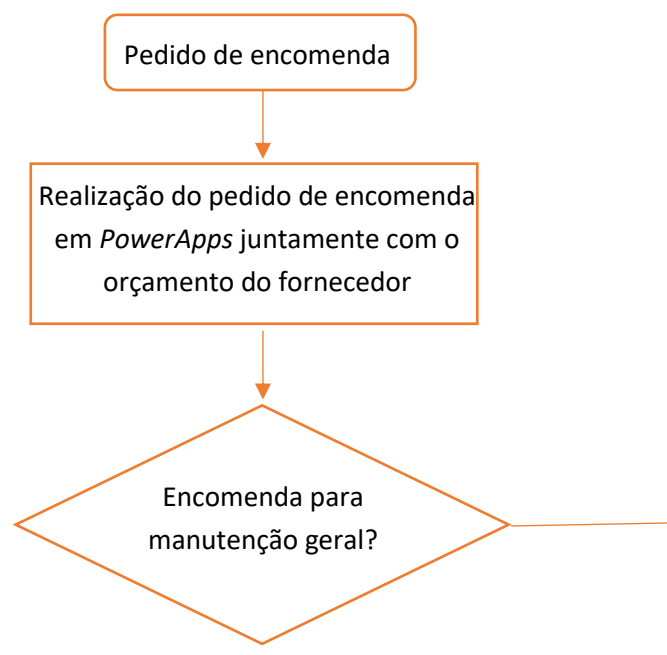 Pedido de encomenda
Realização do pedido de encomenda
em PowerApps juntamente com o
orçamento do fornecedor
Encomenda para
manutenção geral?